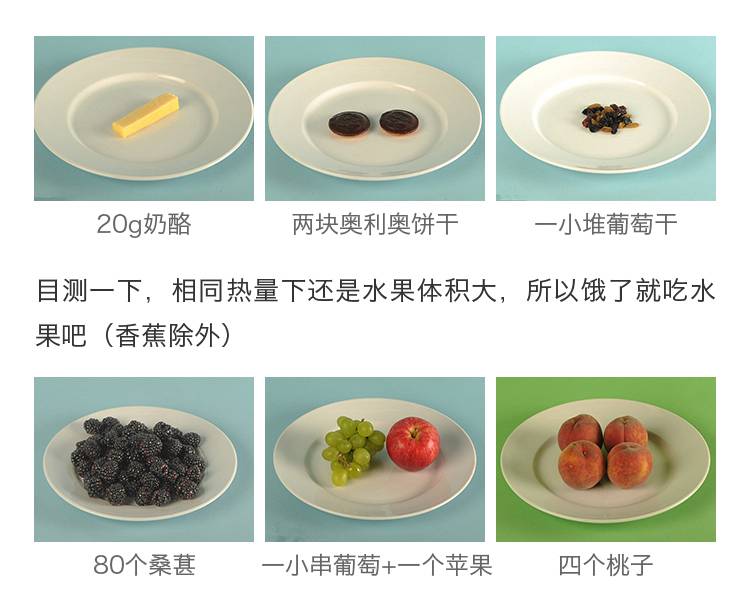 20g奶酪
两块奥利奥饼干
一小堆葡萄干
目测一下，相同热量下还是水果体积大，所以饿了就吃水
果吧（香蕉除外）
80个桑葚
一小串葡萄+一个苹果
四个桃子